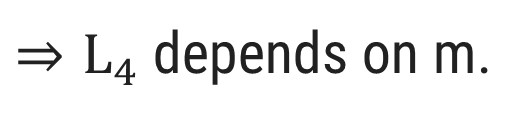 ⇒ L₄ depends on m.